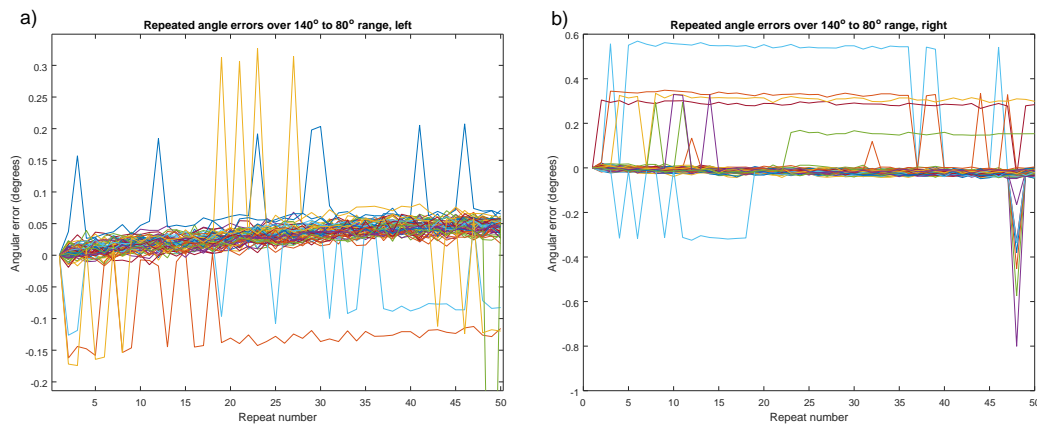 a)
Repeated angle errors over 140° to 80° range, left
Angular error (degrees)
0.3
0.25
0.2
0.15
0.1
0.05
0
-0.05
-0.1
-0.15
-0.2
5 10 15 20 25 30 35 40 45 50
Repeat number
b)
Repeated angle errors over 140° to 80° range, right
Angular error (degrees)
0.6
0.4
0.2
0
-0.2
-0.4
-0.6
-0.8
-1
0 5 10 15 20 25 30 35 40 45 50
Repeat number